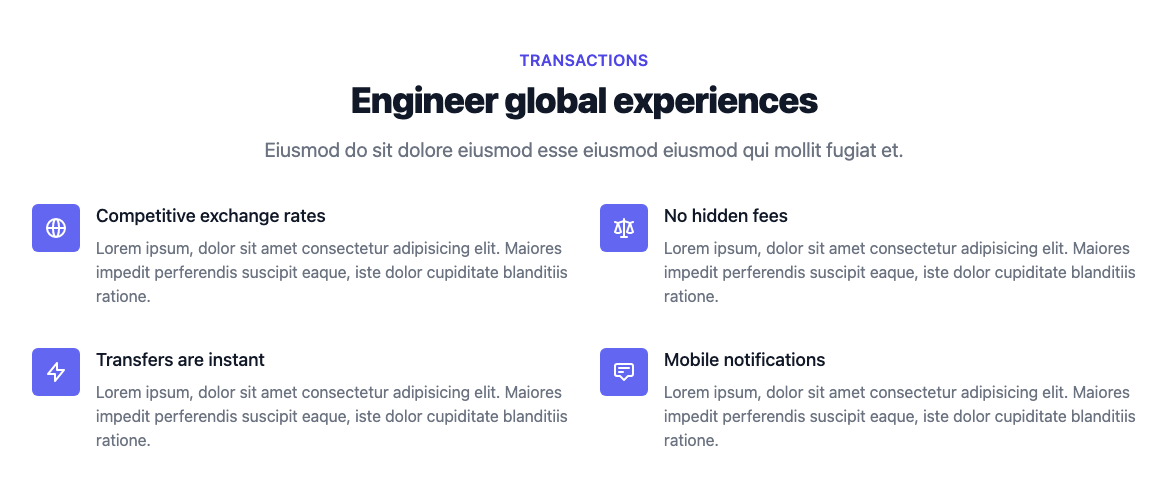 TRANSACTIONS
Engineer global experiences
Eiusmod do sit dolore eiusmod esse eiusmod eiusmod qui mollit fugiat et.
Competitive exchange rates
Lorem ipsum, dolor sit amet consectetur adipisicing elit. Maiores
impedit perferendis suscipit eaque, iste dolor cupiditate blanditiis
ratione.
No hidden fees
Lorem ipsum, dolor sit amet consectetur adipisicing elit. Maiores
impedit perferendis suscipit eaque, iste dolor cupiditate blanditiis
ratione.
Transfers are instant
Lorem ipsum, dolor sit amet consectetur adipisicing elit. Maiores
impedit perferendis suscipit eaque, iste dolor cupiditate blanditiis
ratione.
Mobile notifications
Lorem ipsum, dolor sit amet consectetur adipisicing elit. Maiores
impedit perferendis suscipit eaque, iste dolor cupiditate blanditiis
ratione.